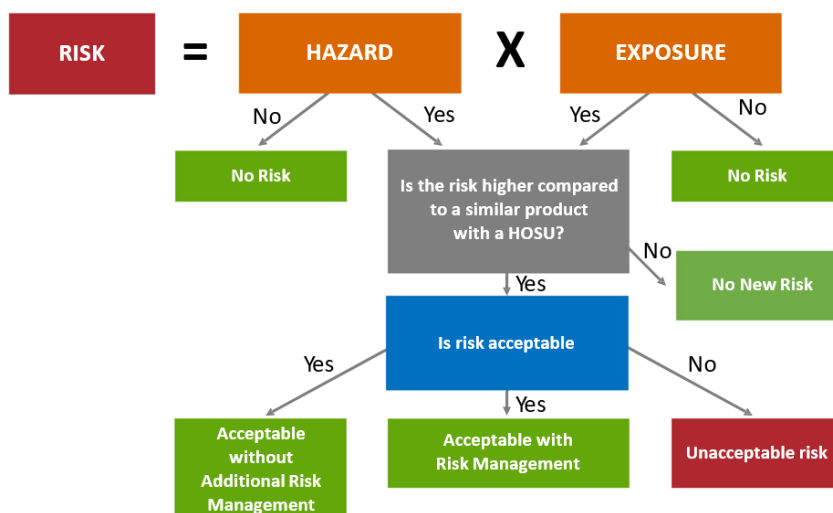 RISK
=
HAZARD
X
EXPOSURE
No
Yes
Yes
No
No Risk
Is the risk higher compared
to a similar product
with a HOSU?
No Risk
No
No New Risk
Yes
Is risk acceptable
Yes
Yes
No
Acceptable
without
Additional Risk
Management
Acceptable with
Risk Management
Unacceptable risk